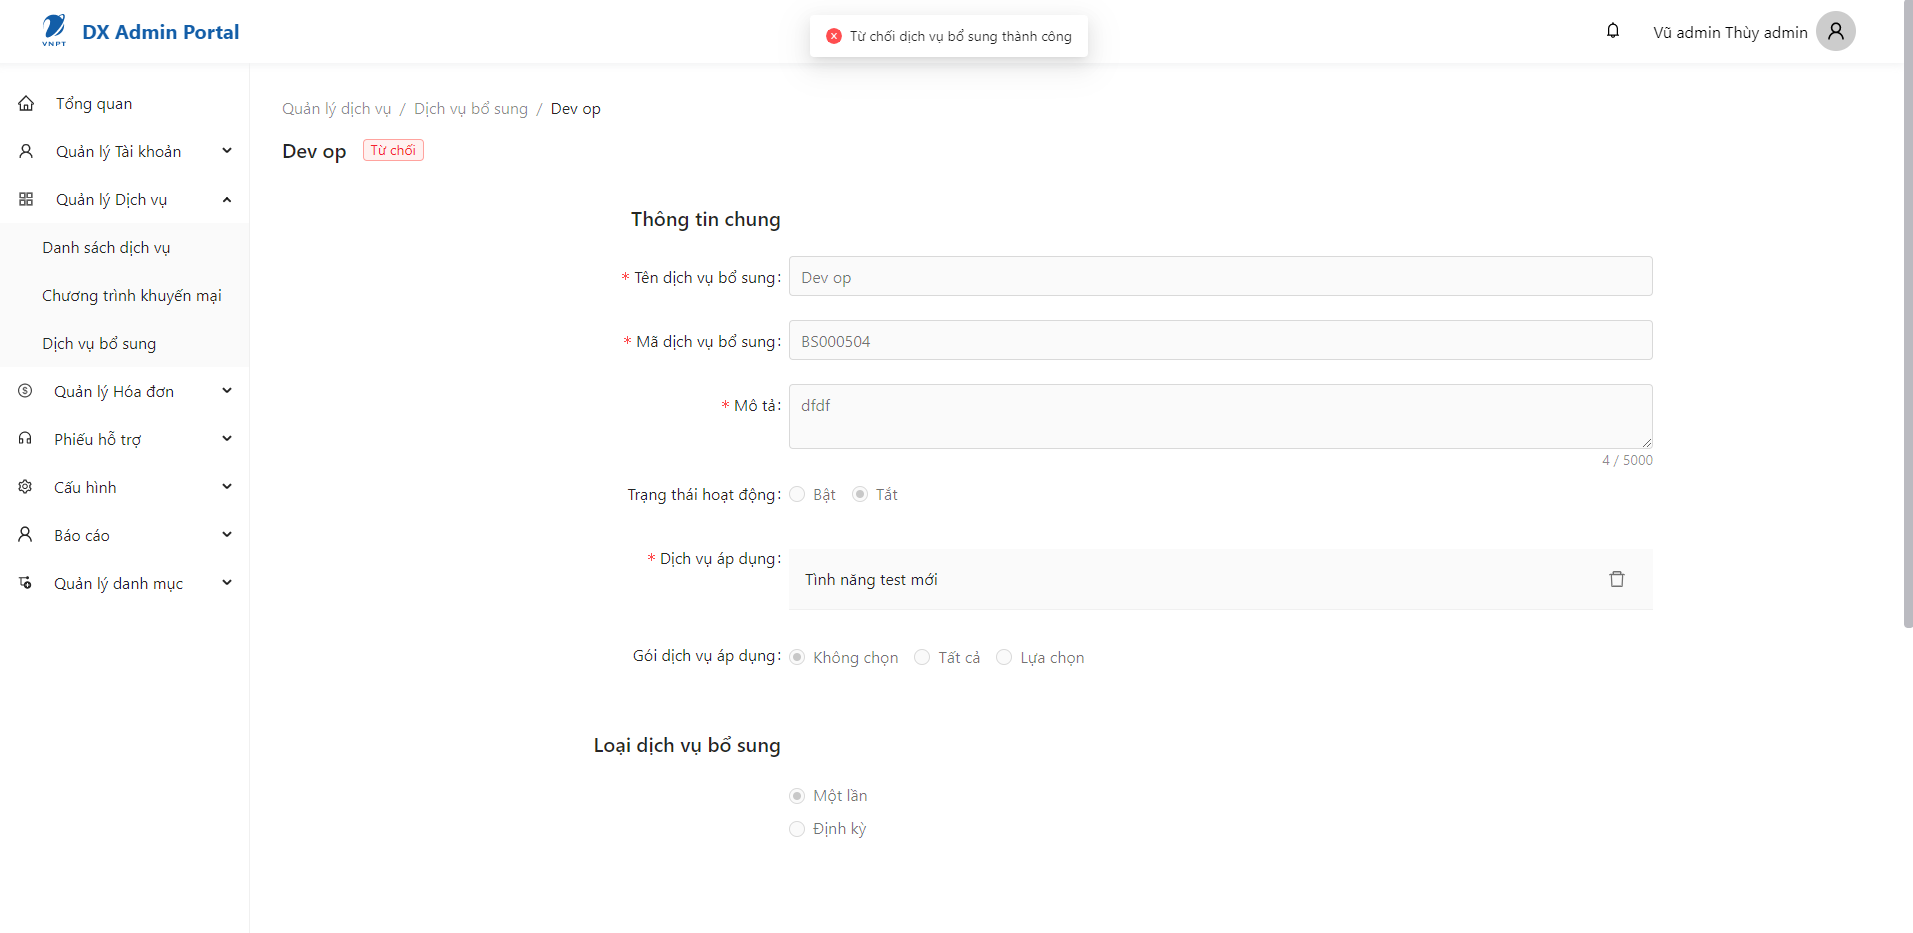 VNPT
DX Admin Portal
Từ chối dịch vụ bổ sung thành công
Vũ admin Thùy admin
Tổng quan
Quản lý Tài khoản
Quản lý Dịch vụ
Danh sách dịch vụ
Chương trình khuyến mại
Dịch vụ bổ sung
Quản lý Hóa đơn
Phiếu hỗ trợ
Cấu hình
Báo cáo
Quản lý danh mục
Quản lý dịch vụ / Dịch vụ bổ sung / Dev op
Dev op Từ chối
Thông tin chung
* Tên dịch vụ bổ sung: Dev op
* Mã dịch vụ bổ sung: BS000504
* Mô tả: dfdf
4 / 5000
Trạng thái hoạt động: Bật Tắt
* Dịch vụ áp dụng: Tình năng test mới
Gói dịch vụ áp dụng: Không chọn Tất cả Lựa chọn
Loại dịch vụ bổ sung
Một lần
Định kỳ